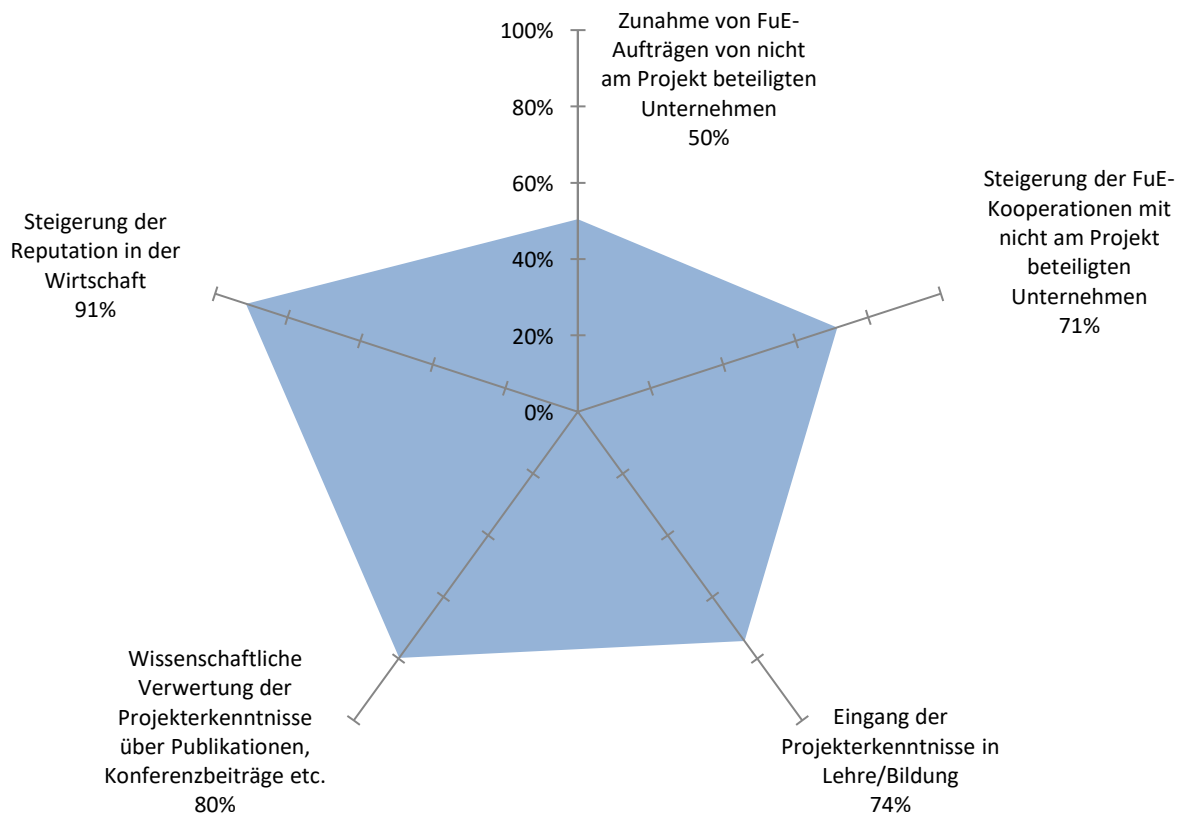 100%
80%
60%
40%
20%
0%
Zunahme von FuE-
Aufträgen von nicht
am Projekt beteiligten
Unternehmen
50%
Steigerung der FuE-
Kooperationen mit
nicht am Projekt
beteiligten
Unternehmen
71%
Eingang der
Projekterkenntnisse in
Lehre/Bildung
74%
Wissenschaftliche
Verwertung der
Projekterkenntnisse
über Publikationen,
Konferenzbeiträge etc.
80%
Steigerung der
Reputation in der
Wirtschaft
91%